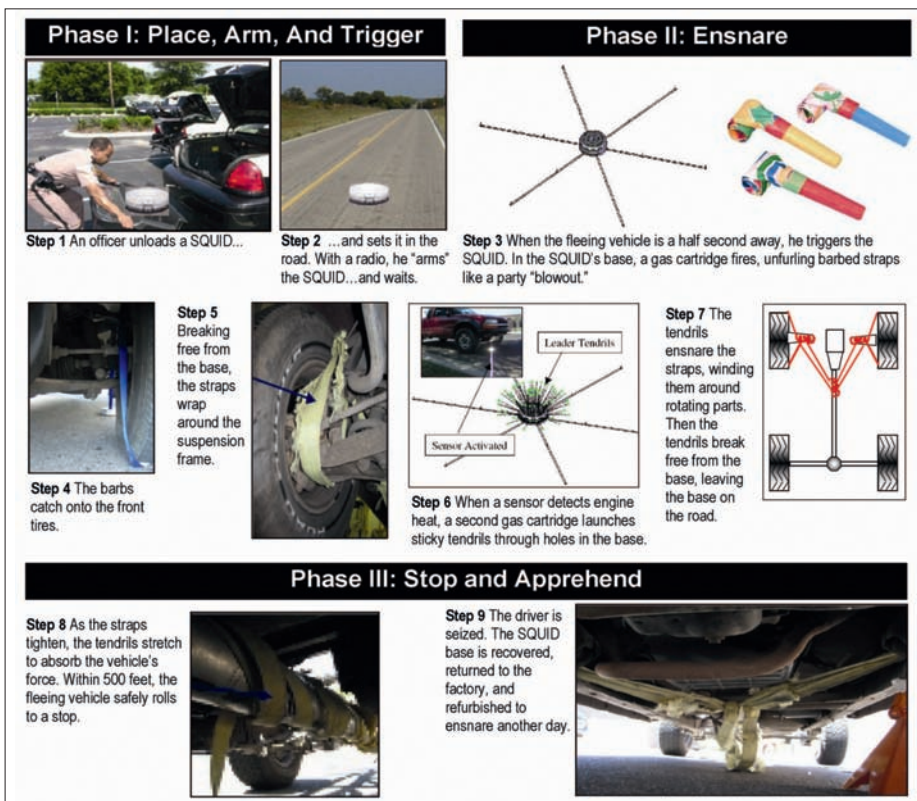 Phase I: Place, Arm, And Trigger
Step 1 An officer unloads a SQUID...
Step 2 ...and sets it in the
road. With a radio, he "arms"
the SQUID...and waits.
Phase II: Ensnare
Step 3 When the fleeing vehicle is a half second away, he triggers the
SQUID. In the SQUID's base, a gas cartridge fires, unfurling barbed straps
like a party "blowout."
Step 4 The barbs
catch onto the front
tires.
Step 5
Breaking
free from
the base,
the straps
wrap
around the
suspension
frame.
Leader Tendrils
Sensor Activated
Step 6 When a sensor detects engine
heat, a second gas cartridge launches
sticky tendrils through holes in the base.
Step 7 The
tendrils
ensnare the
straps, winding
them around
rotating parts.
Then the
tendrils break
free from the
base, leaving
the base on
the road.
Phase III: Stop and Apprehend
Step 8 As the straps
tighten, the tendrils stretch
to absorb the vehicle's
force. Within 500 feet, the
fleeing vehicle safely rolls
to a stop.
Step 9 The driver is
seized. The SQUID
base is recovered,
returned to the
factory, and
refurbished to
ensnare another day.